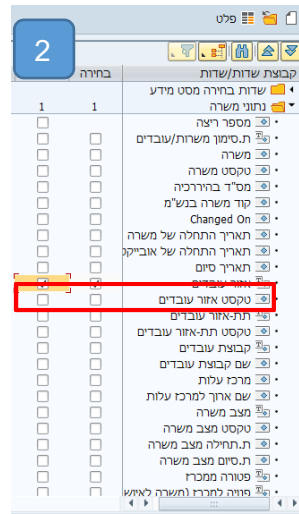 פלט
2
בחירה
קבוצת שדות/שדות
שדות בחירה מסט מידע
נתוני משרה 1 1
מספר ריצה
ת.סימון משרות/עובדים
משרה
טקסט משרה
מס"ד בהיררכיה
קוד משרה בנש"מ
Changed On
תאריך התחלה של משרה
תאריך התחלה של אובייקט
תאריך סיום
אזור עובדים
טקסט אזור עובדים
תת-אזור עובדים
טקסט תת-אזור עובדים
קבוצת עובדים
שם קבוצת עובדים
מרכז עלות
שם ארוך למרכז עלות
מצב משרה
טקסט מצב משרה
ת.תחילה מצב משרה
ת.סיום מצב משרה
פטורה ממכרז